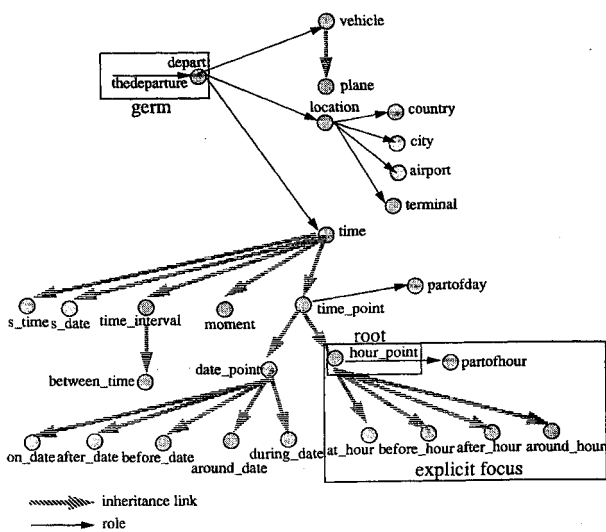 vehicle
depart
thedeparture
plane
germ
location
country
city
airport
terminal
time
partofday
s_time s_date time_interval moment time_point
root
hour_point
date_point
partofhour
between_time
on_date after_date before_date around_date during_date at_hour before_hour after_hour around_hour
explicit focus
inheritance link
role